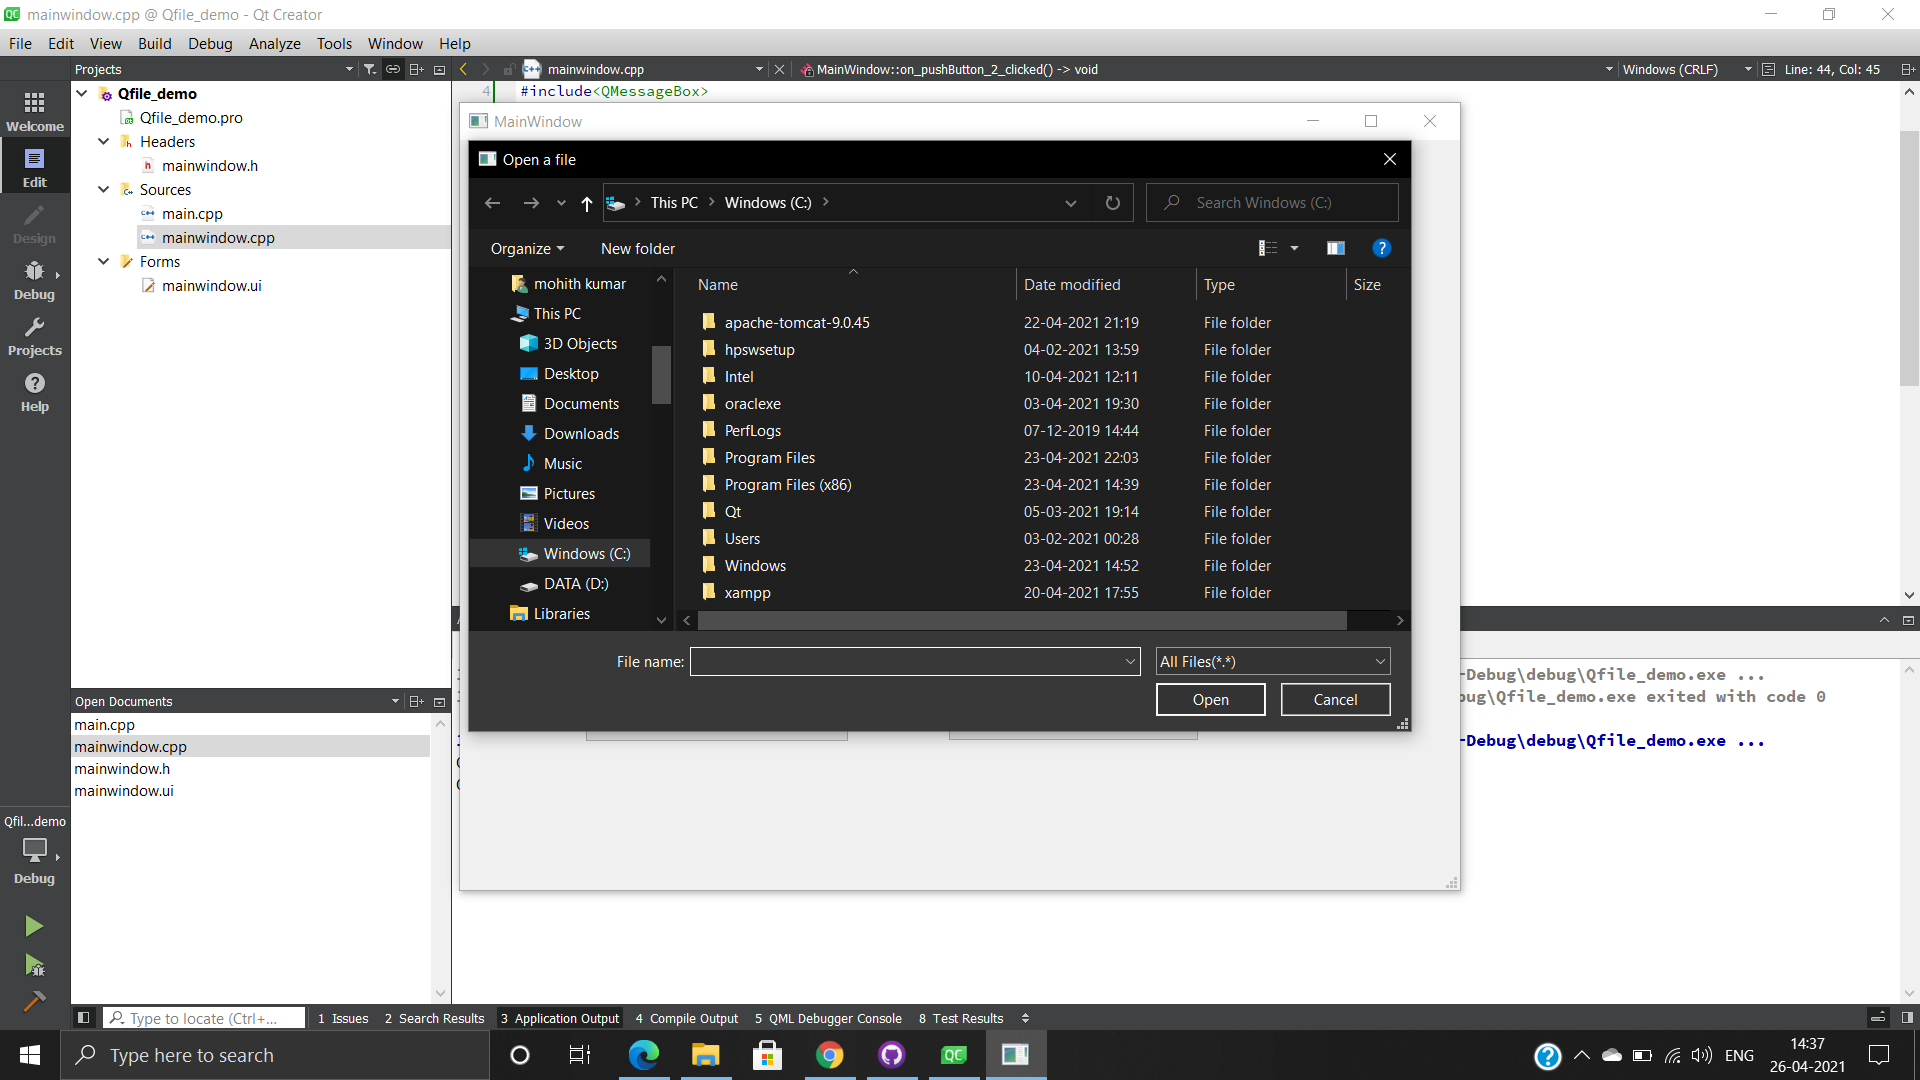 mainwindow.cpp @ Qfile_demo - Qt Creator
File Edit View Build Debug Analyze Tools Window Help
Projects
mainwindow.cpp
MainWindow::on_pushButton_2_clicked() -> void
Windows (CRLF)
Line: 44, Col: 45
Welcome
Edit
Design
Debug
Projects
Help
Qfile_demo
Qfile_demo.pro
Headers
mainwindow.h
Sources
main.cpp
mainwindow.cpp
Forms
mainwindow.ui
4 #include<QMessageBox>
MainWindow
Open a file
This PC Windows (C:)
Search Windows (C:)
Organize New folder
mohith kumar
This PC
3D Objects
Desktop
Documents
Downloads
Music
Pictures
Videos
Windows (C:)
DATA (D:)
Libraries
Name Date modified Type Size
apache-tomcat-9.0.45 22-04-2021 21:19 File folder
hpswsetup 04-02-2021 13:59 File folder
Intel 10-04-2021 12:11 File folder
oraclexe 03-04-2021 19:30 File folder
PerfLogs 07-12-2019 14:44 File folder
Program Files 23-04-2021 22:03 File folder
Program Files (x86) 23-04-2021 14:39 File folder
Qt 05-03-2021 19:14 File folder
Users 03-02-2021 00:28 File folder
Windows 23-04-2021 14:52 File folder
xampp 20-04-2021 17:55 File folder
File name:
All Files(*.*)
Open Cancel
-Debug\debug\Qfile_demo.exe ...
bug\Qfile_demo.exe exited with code 0
-Debug\debug\Qfile_demo.exe ...
Open Documents
main.cpp
mainwindow.cpp
mainwindow.h
mainwindow.ui
Qfil...demo
Debug
Type to locate (Ctrl+...
1 Issues 2 Search Results 3 Application Output 4 Compile Output 5 QML Debugger Console 8 Test Results
Type here to search
QC
ENG
14:37
26-04-2021